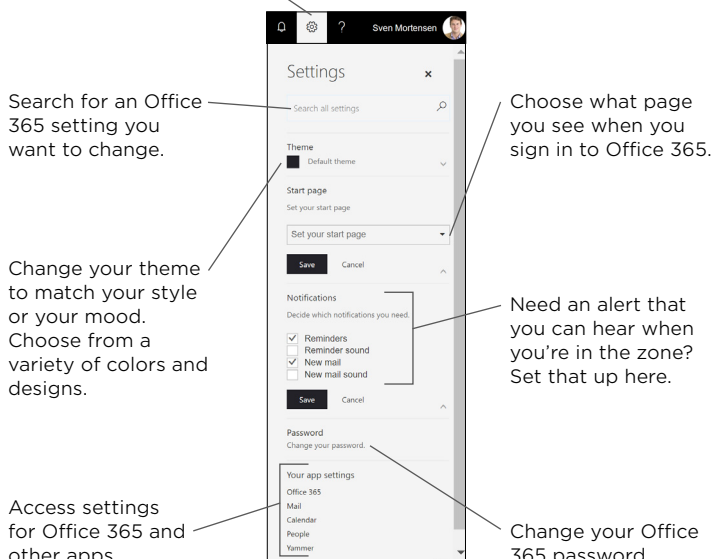 ?
Sven Mortensen
Settings
×
Search for an Office
365 setting you
want to change.
Search all settings
Choose what page
you see when you
sign in to Office 365.
Theme
Default theme
Start page
Set your start page
Set your start page
Save Cancel
Change your theme
to match your style
or your mood.
Choose from a
variety of colors and
designs.
Notifications
Decide which notifications you need.
Reminders
Reminder sound
New mail
New mail sound
Save Cancel
Need an alert that
you can hear when
you're in the zone?
Set that up here.
Password
Change your password.
Your app settings
Office 365
Mail
Calendar
People
Yammer
Access settings
for Office 365 and
other apps
Change your Office
365 password